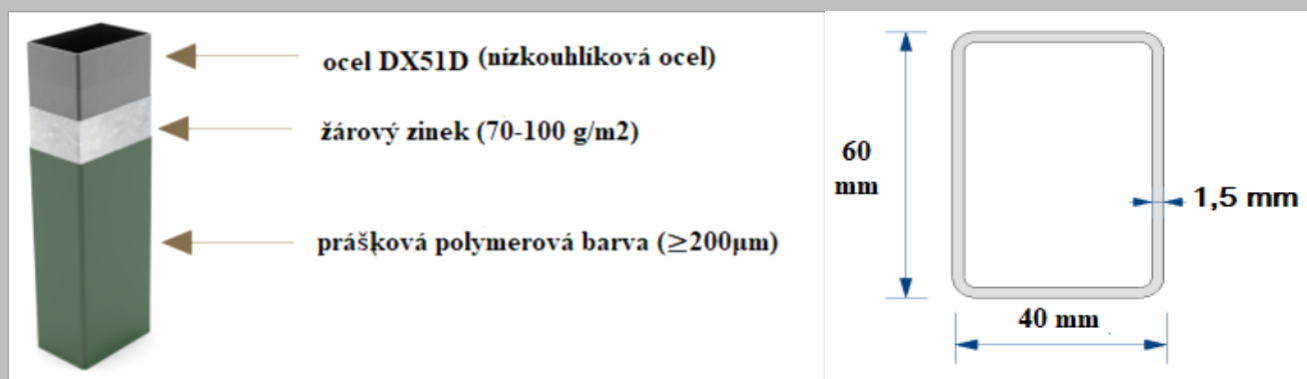 ocel DX51D (nízkouhlíková ocel)
žárový zinek (70-100 g/m2)
prášková polymerová barva (≥200μm)
60
mm
1,5 mm
40 mm